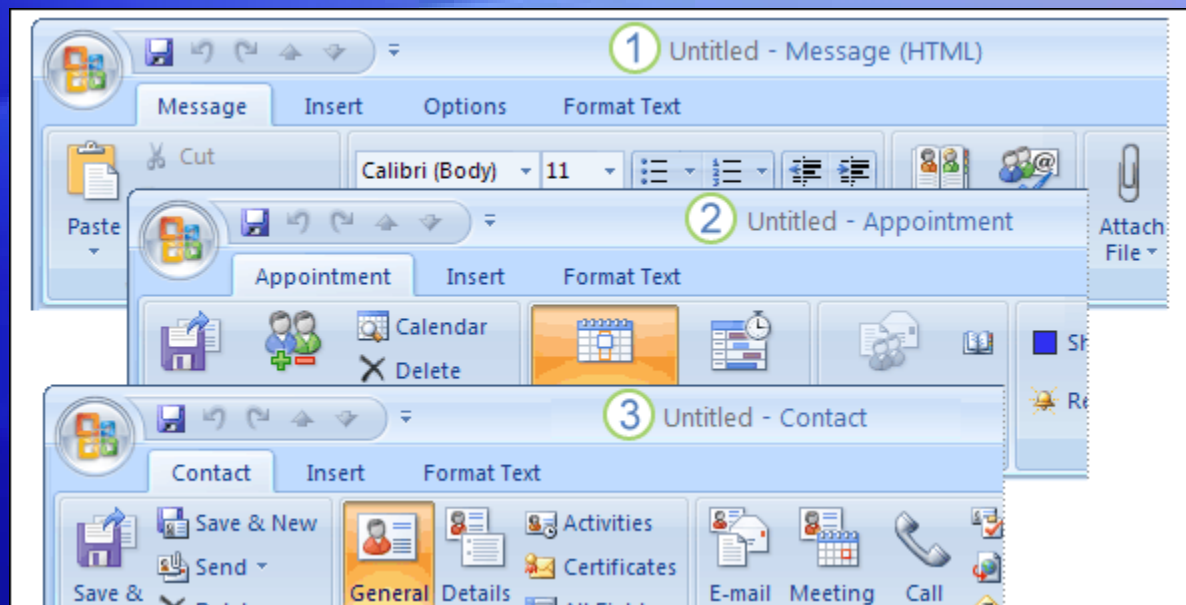 1 Untitled - Message (HTML)
Message Insert Options Format Text
Cut
Calibri (Body) 11
Paste
Attach
File
2 Untitled - Appointment
Appointment Insert Format Text
Calendar
Delete
3 Untitled - Contact
Contact Insert Format Text
Save & New
Send
Save &
General Details
Activities
Certificates
E-mail Meeting Call